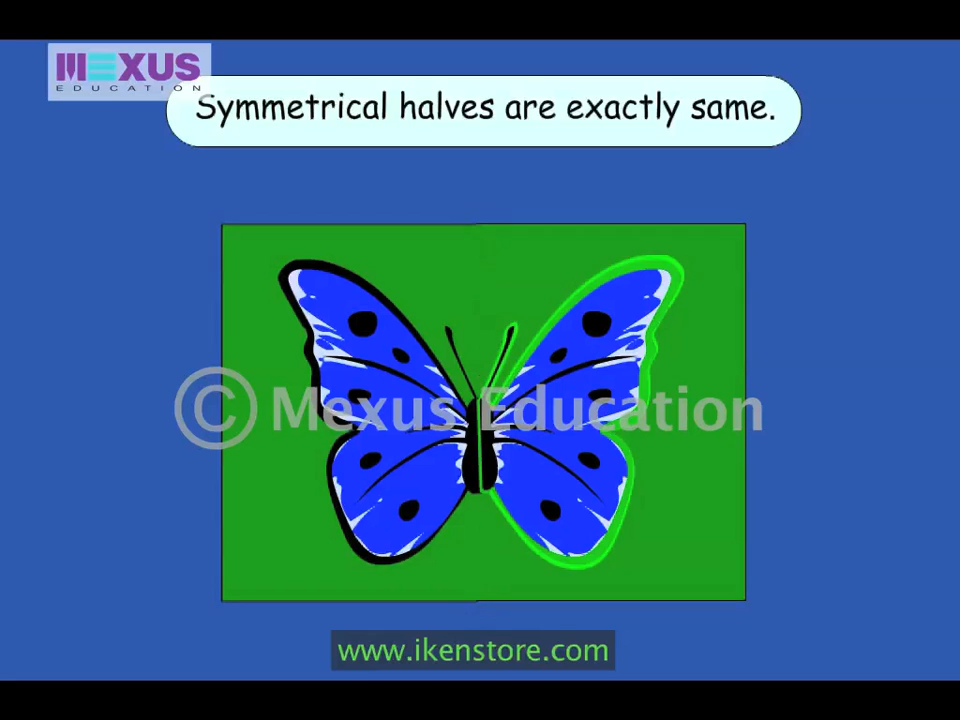 MEXUS
EDUCATION
Symmetrical halves are exactly same.
© Mexus Education
www.ikenstore.com